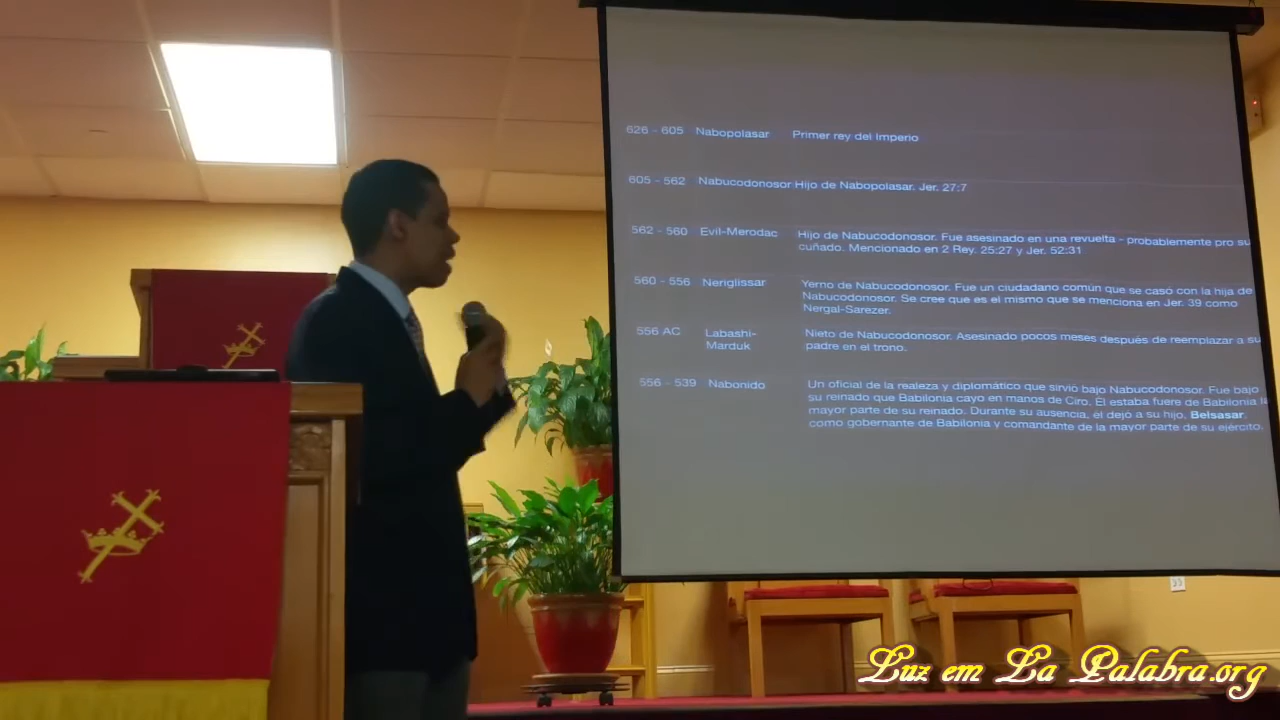 626 - 605 Nabopolasar Primer rey del Imperio
605 - 562 Nabucodonosor Hijo de Nabopolasar. Jer. 27:7
562 - 560 Evil-Merodac Hijo de Nabucodonosor. Fue asesinado en una revuelta - probablemente pro su
cuñado. Mencionado en 2 Rey. 25:27 y Jer. 52:31
560 - 556 Neriglissar Yerno de Nabucodonosor. Fue un ciudadano común que se casó con la hija de
Nabucodonosor. Se cree que es el mismo que se menciona en Jer. 39 como
Nergal-Sarezer.
556 AC Labashi- Nieto de Nabucodonosor. Asesinado pocos meses después de reemplazar a su
Marduk padre en el trono.
556 - 539 Nabonido Un oficial de la realeza y diplomático que sirvió bajo Nabucodonosor. Fue bajo
su reinado que Babilonia cayo en manos de Ciro. El estaba fuere de Babilonia la
mayor parte de su reinado. Durante su ausencia, el dejó a su hijo, Belsasar
como gobernante de Babilonia y comandante de la mayor parte de su ejército.
Luz em La Palabra.org